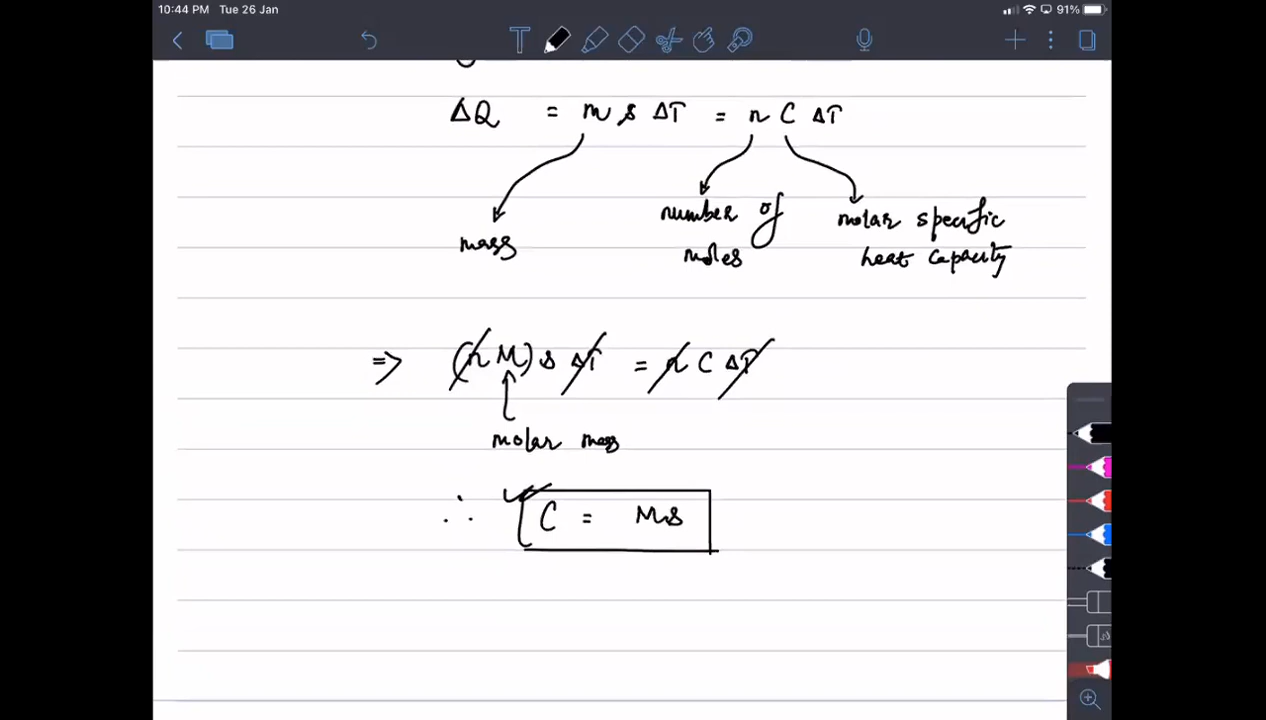 10:44 PM Tue 26 Jan
91%
T
ΔQ = m s ΔT = n C ΔT
number of
moles
molar specific
heat capacity
mass
=> (n M) s ΔT = n C ΔT
molar mass
∴ C = Ms